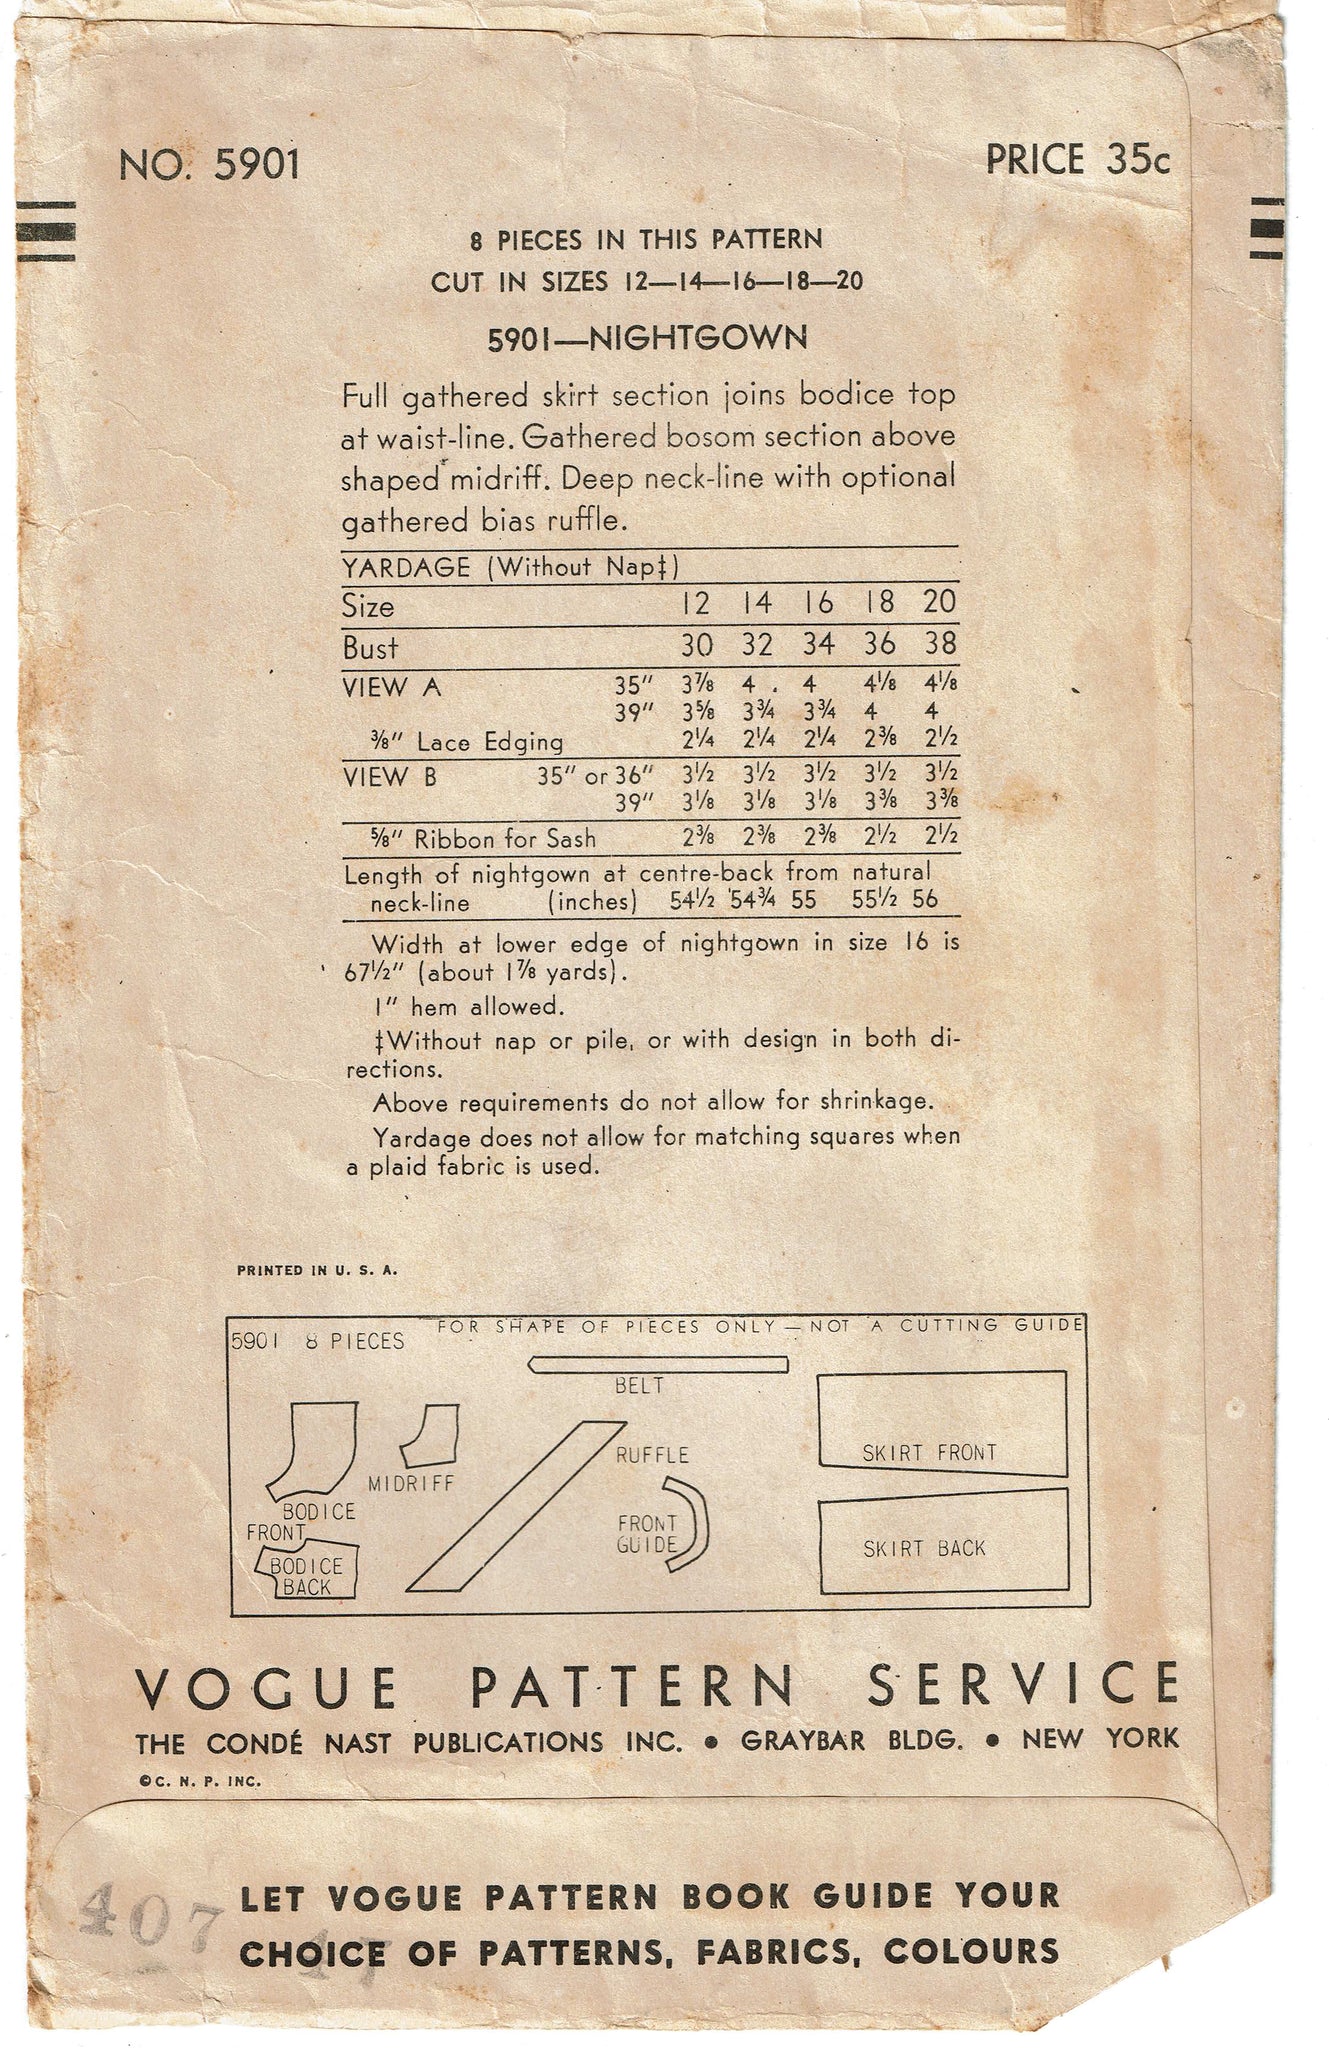 NO. 5901
PRICE 35c
8 PIECES IN THIS PATTERN
CUT IN SIZES 12—14—16—18—20
5901—NIGHTGOWN
Full gathered skirt section joins bodice top
at waist-line. Gathered bosom section above
shaped midriff. Deep neck-line with optional
gathered bias ruffle.
YARDAGE (Without Nap‡)
Size 12 14 16 18 20
Bust 30 32 34 36 38
VIEW A 35" 3⅞ 4 4 4⅛ 4⅛
39" 3⅝ 3¾ 3¾ 4 4
⅜" Lace Edging 2¼ 2¼ 2¼ 2⅜ 2½
VIEW B 35" or 36" 3½ 3½ 3½ 3½ 3½
39" 3⅛ 3⅛ 3⅛ 3⅜ 3⅜
⅝" Ribbon for Sash 2⅜ 2⅜ 2⅜ 2½ 2½
Length of nightgown at centre-back from natural
neck-line (inches) 54½ 54¾ 55 55½ 56
Width at lower edge of nightgown in size 16 is
67½" (about 1⅞ yards).
1" hem allowed.
‡Without nap or pile, or with design in both di-
rections.
Above requirements do not allow for shrinkage.
Yardage does not allow for matching squares when
a plaid fabric is used.
PRINTED IN U. S. A.
FOR SHAPE OF PIECES ONLY — NOT A CUTTING GUIDE
5901 8 PIECES
BELT
BODICE
FRONT
MIDRIFF
RUFFLE
FRONT
GUIDE
BODICE
BACK
SKIRT FRONT
SKIRT BACK
VOGUE PATTERN SERVICE
THE CONDÉ NAST PUBLICATIONS INC. • GRAYBAR BLDG. • NEW YORK
©C. N. P. INC.
407 47
LET VOGUE PATTERN BOOK GUIDE YOUR
CHOICE OF PATTERNS, FABRICS, COLOURS